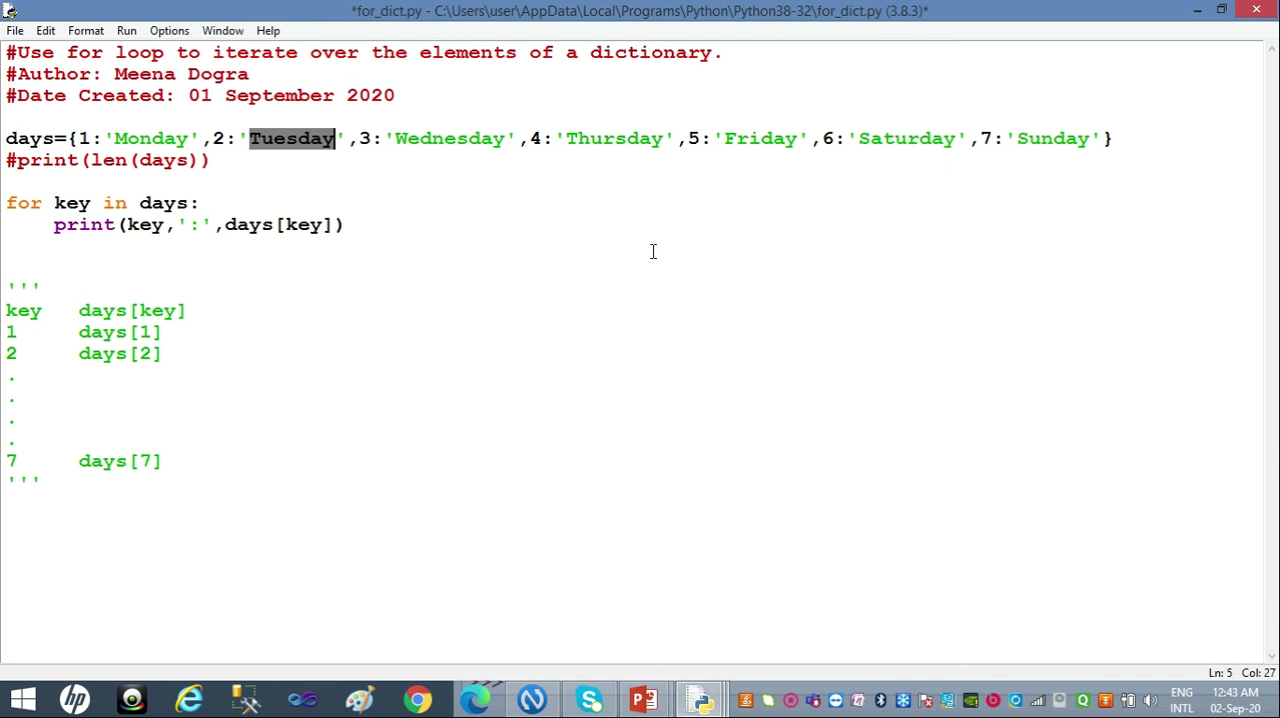 *for_dict.py - C:\Users\user\AppData\Local\Programs\Python\Python38-32\for_dict.py (3.8.3)*
File Edit Format Run Options Window Help
#Use for loop to iterate over the elements of a dictionary.
#Author: Meena Dogra
#Date Created: 01 September 2020
days={1:'Monday',2:'Tuesday',3:'Wednesday',4:'Thursday',5:'Friday',6:'Saturday',7:'Sunday'}
#print(len(days))
for key in days:
    print(key,':',days[key])
'''
key   days[key]
1     days[1]
2     days[2]
.
.
.
.
7     days[7]
'''
Ln: 5 Col: 27
ENG 12:43 AM
INTL 02-Sep-20